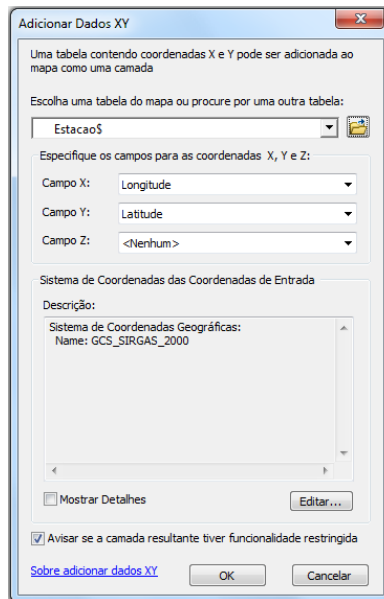 Adicionar Dados XY
Uma tabela contendo coordenadas X e Y pode ser adicionada ao
mapa como uma camada
Escolha uma tabela do mapa ou procure por uma outra tabela:
Estacao$
Especifique os campos para as coordenadas X, Y e Z:
Campo X: Longitude
Campo Y: Latitude
Campo Z: <Nenhum>
Sistema de Coordenadas das Coordenadas de Entrada
Descrição:
Sistema de Coordenadas Geográficas:
Name: GCS_SIRGAS_2000
Mostrar Detalhes Editar...
Avisar se a camada resultante tiver funcionalidade restringida
Sobre adicionar dados XY OK Cancelar